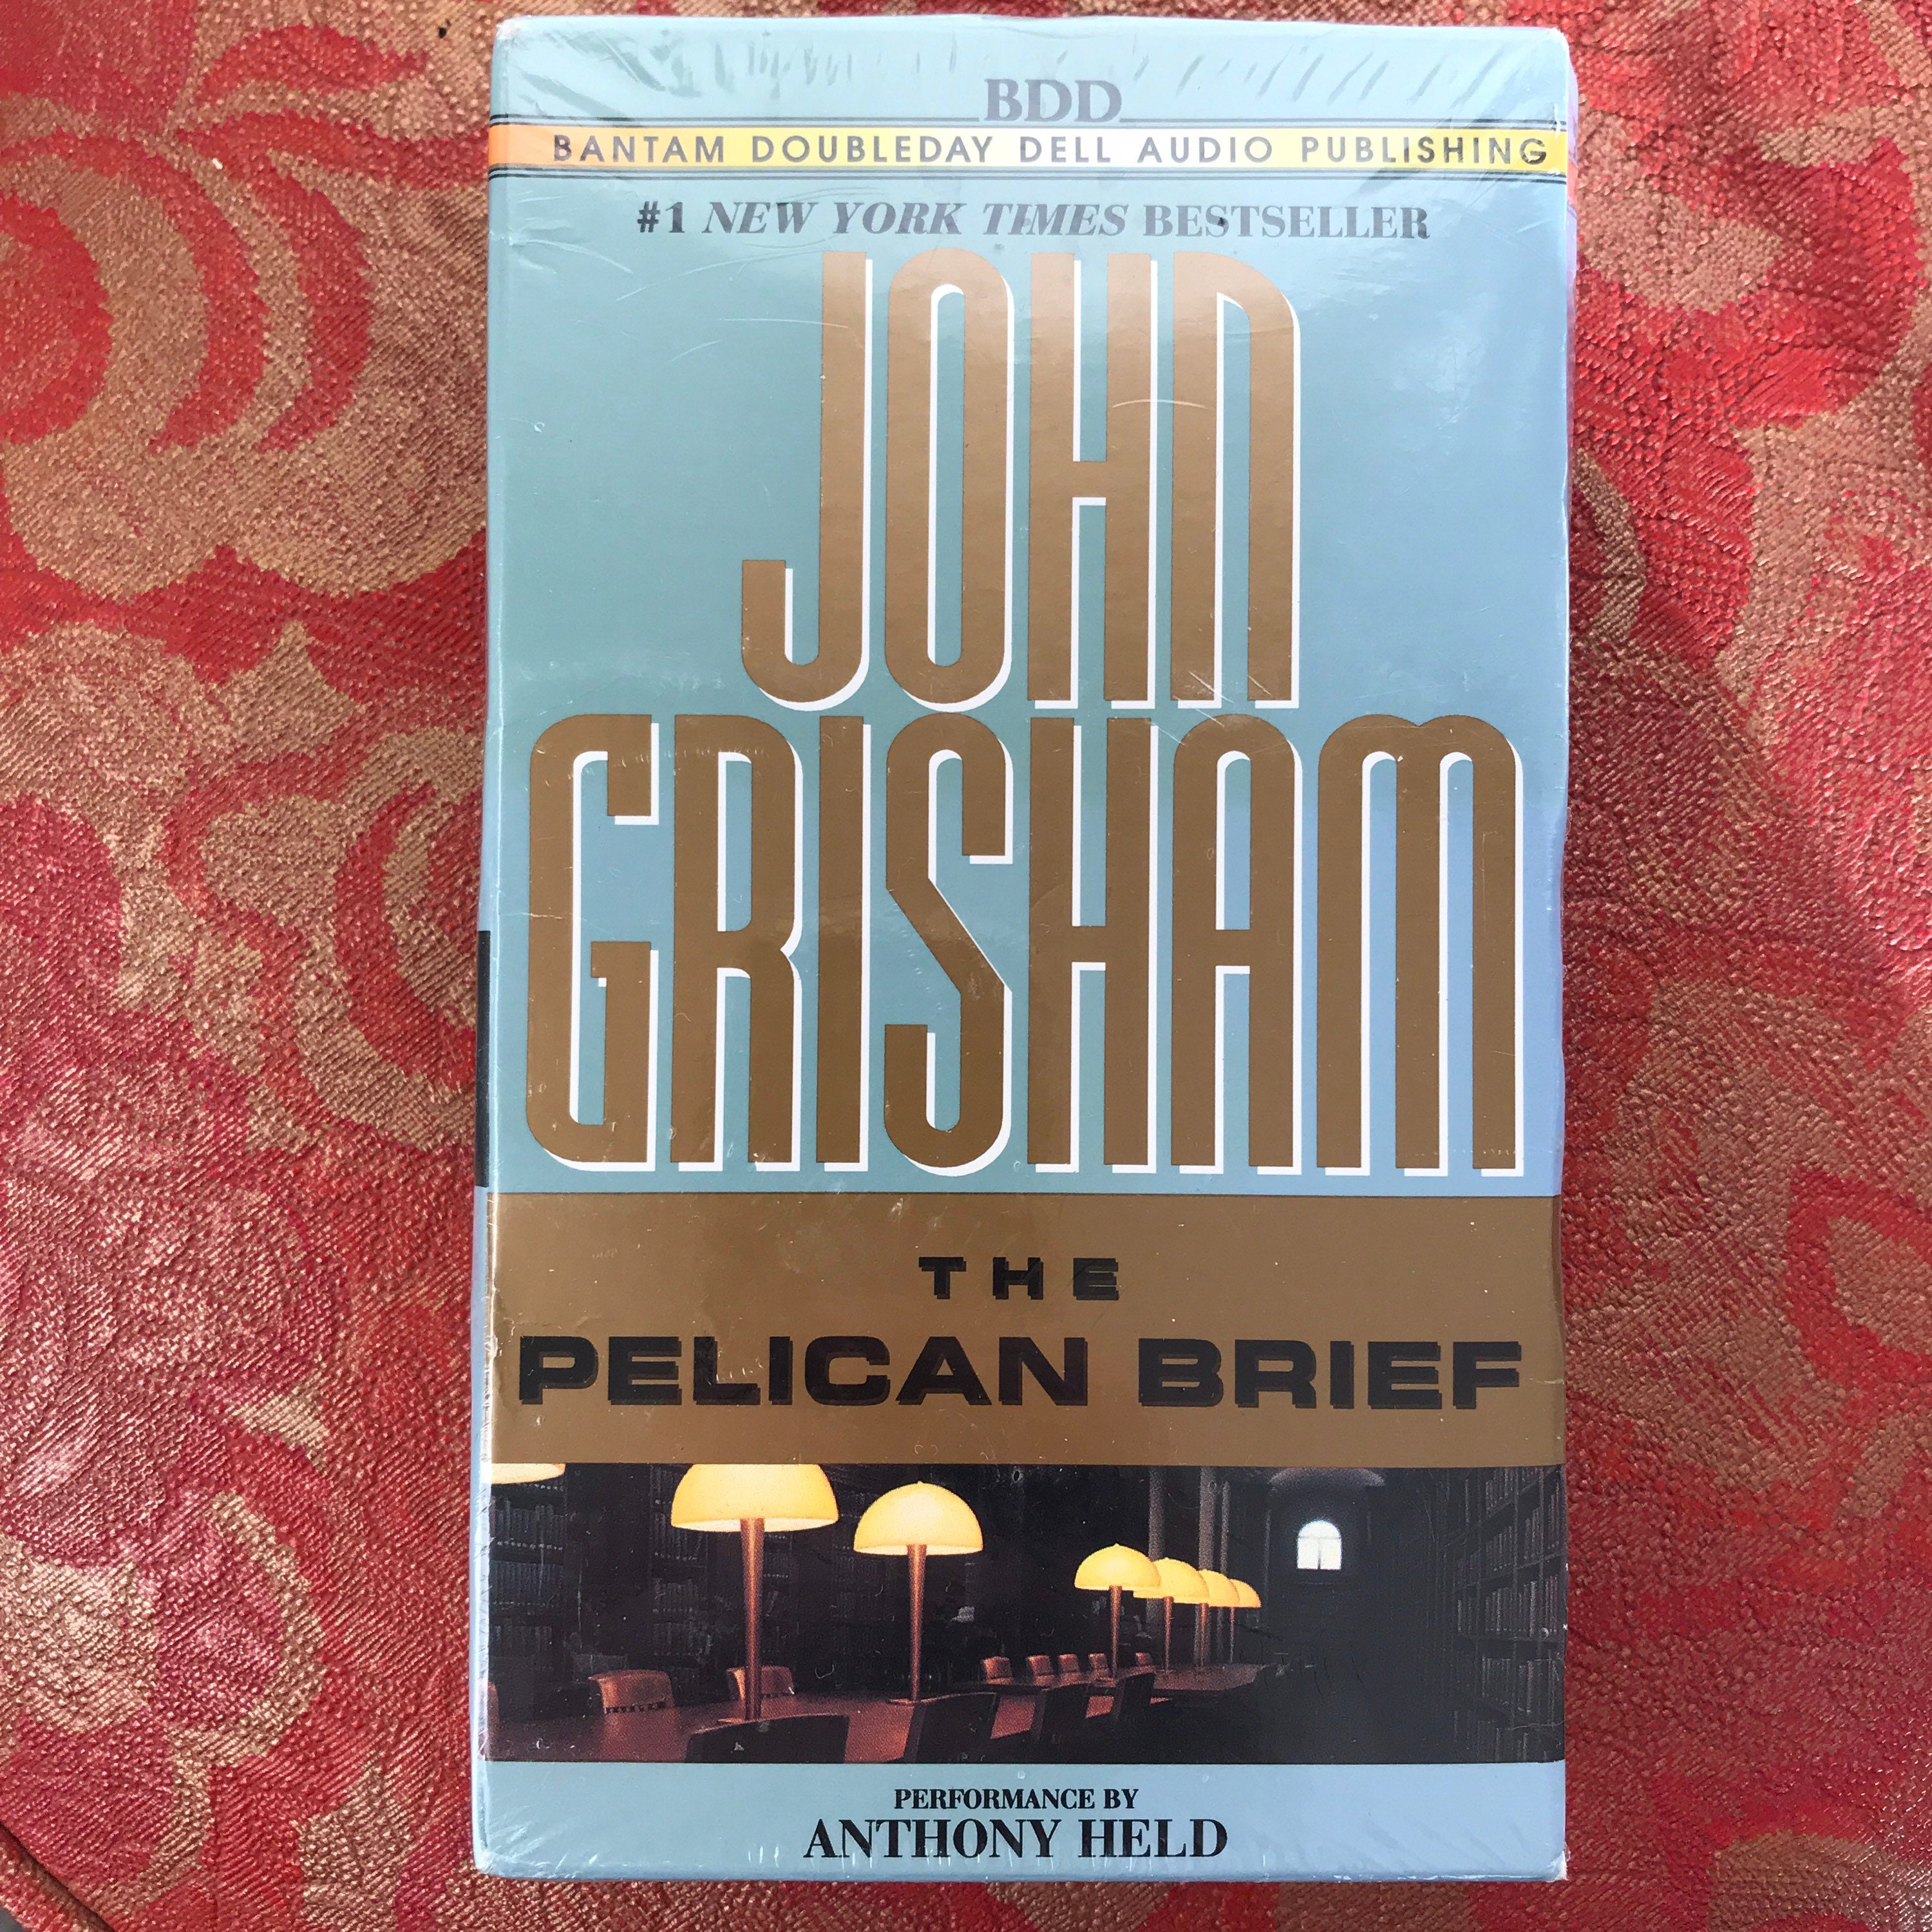 BDD
BANTAM DOUBLEDAY DELL AUDIO PUBLISHING
#1 NEW YORK TIMES BESTSELLER
JOHN
GRISHAM
THE
PELICAN BRIEF
PERFORMANCE BY
ANTHONY HELD